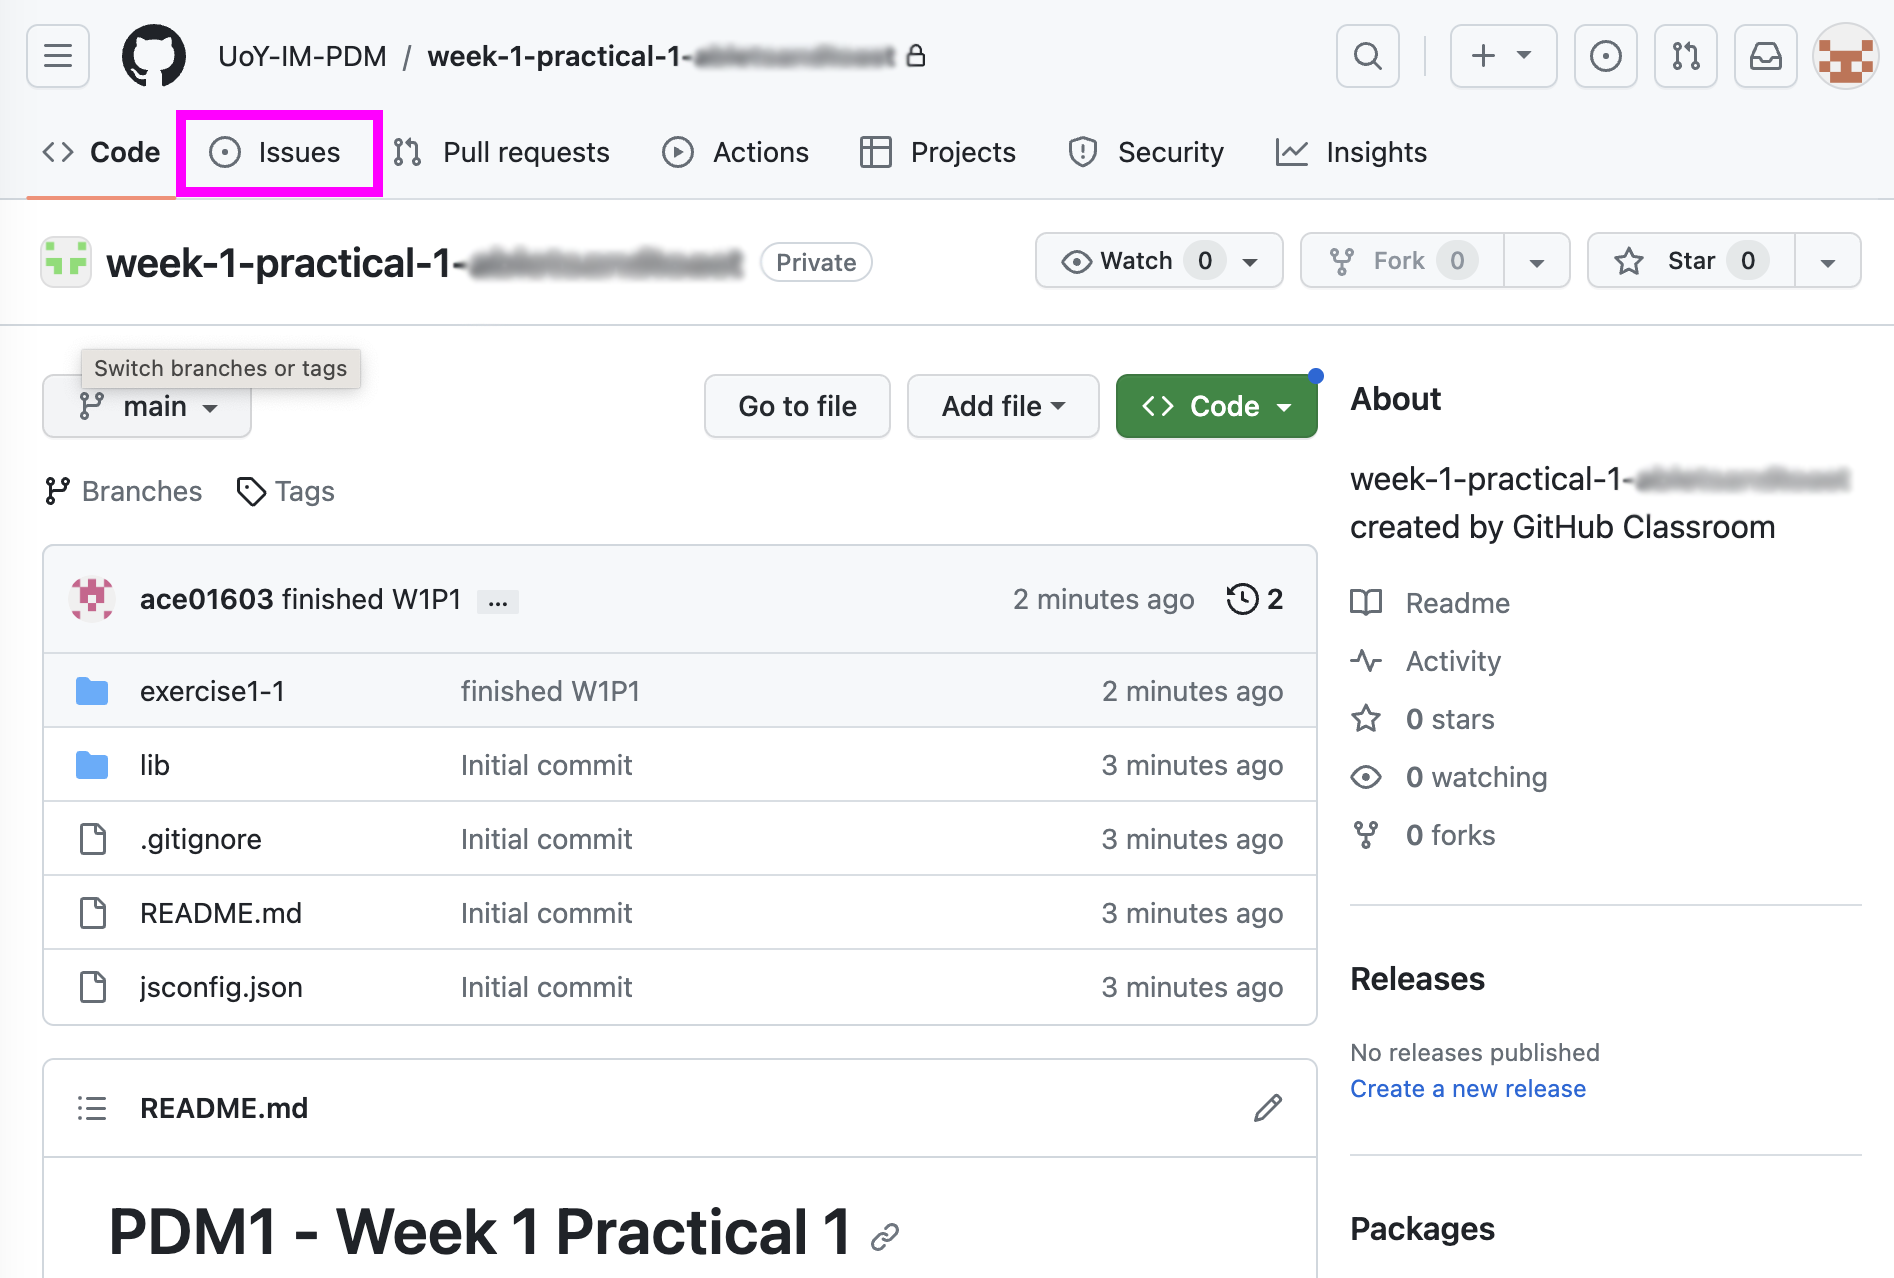 UoY-IM-PDM / week-1-practical-1-
Code Issues Pull requests Actions Projects Security Insights
week-1-practical-1- Private Watch 0 Fork 0 Star 0
Switch branches or tags
main Go to file Add file Code
Branches Tags
ace01603 finished W1P1 ... 2 minutes ago 2
exercise1-1 finished W1P1 2 minutes ago
lib Initial commit 3 minutes ago
.gitignore Initial commit 3 minutes ago
README.md Initial commit 3 minutes ago
jsconfig.json Initial commit 3 minutes ago
README.md
PDM1 - Week 1 Practical 1
About
week-1-practical-1-
created by GitHub Classroom
Readme
Activity
0 stars
0 watching
0 forks
Releases
No releases published
Create a new release
Packages